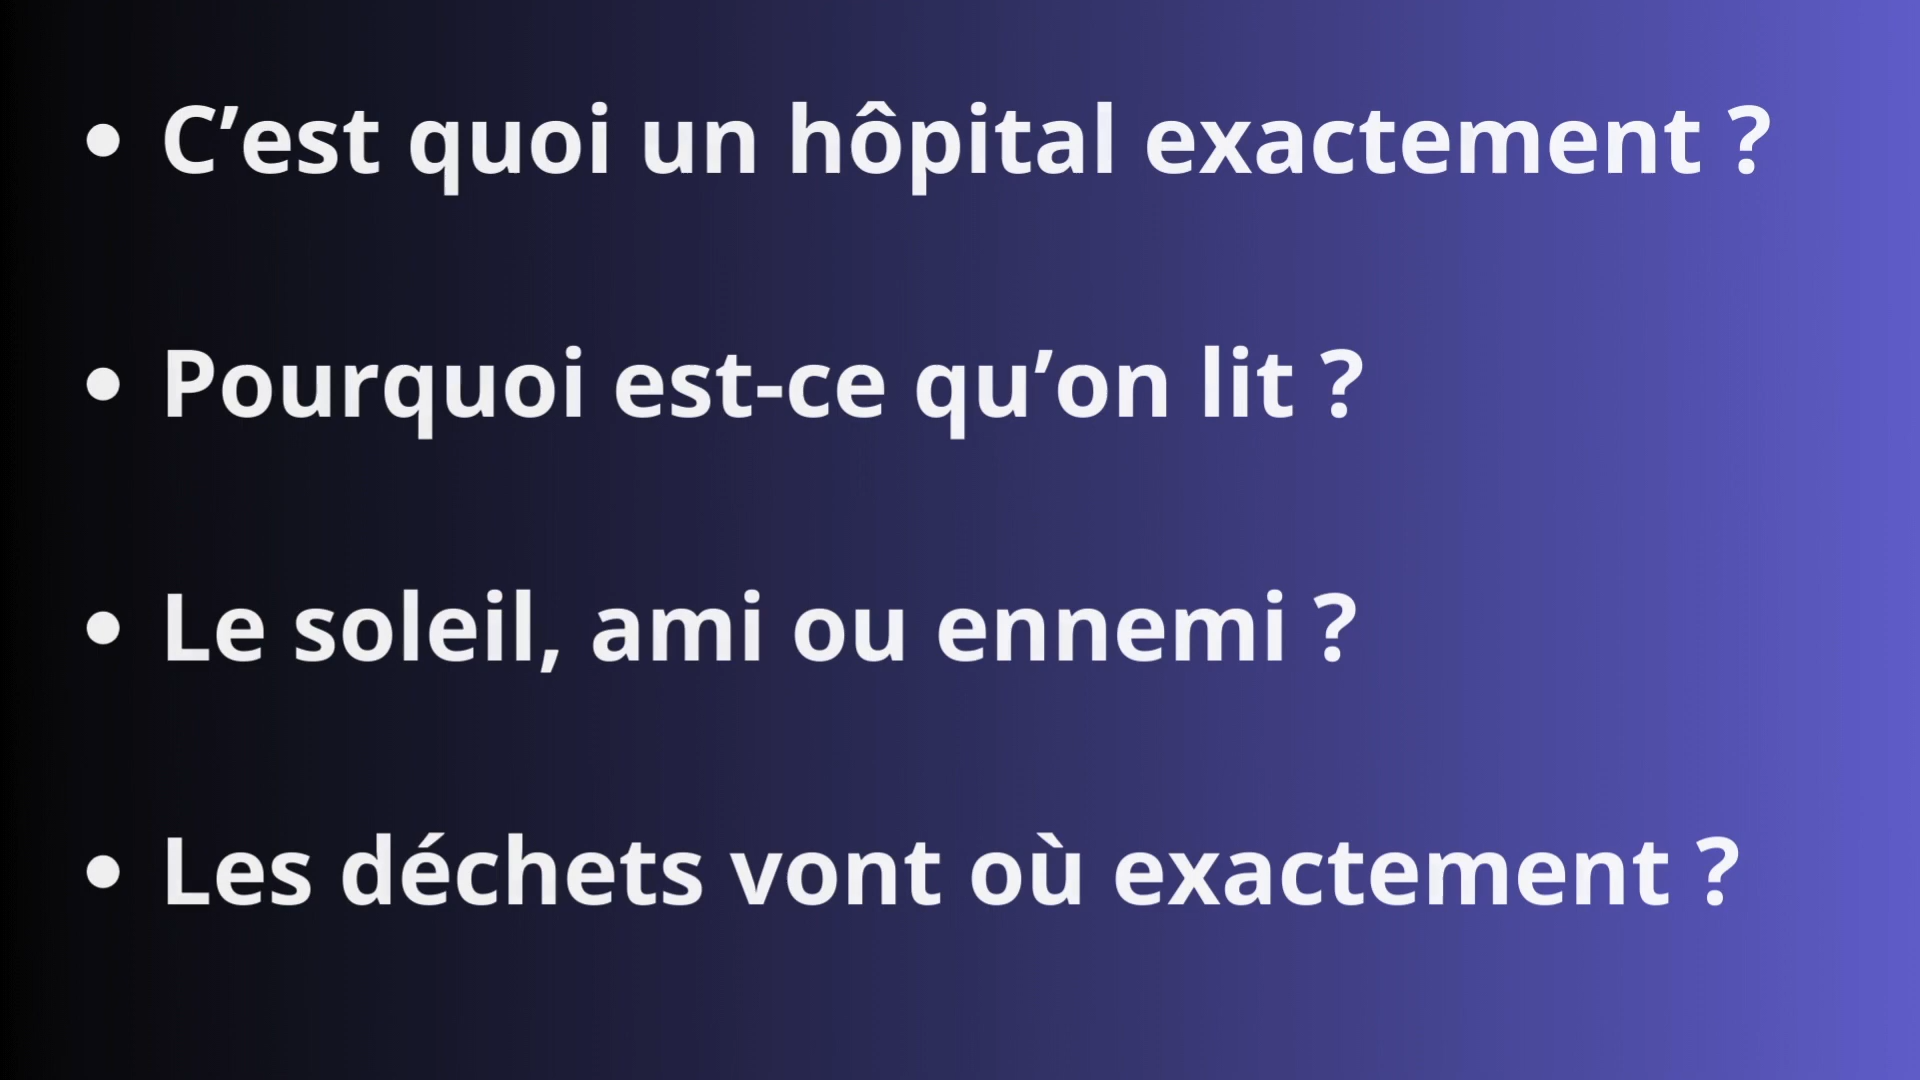 • C’est quoi un hôpital exactement ?
• Pourquoi est-ce qu’on lit ?
• Le soleil, ami ou ennemi ?
• Les déchets vont où exactement ?